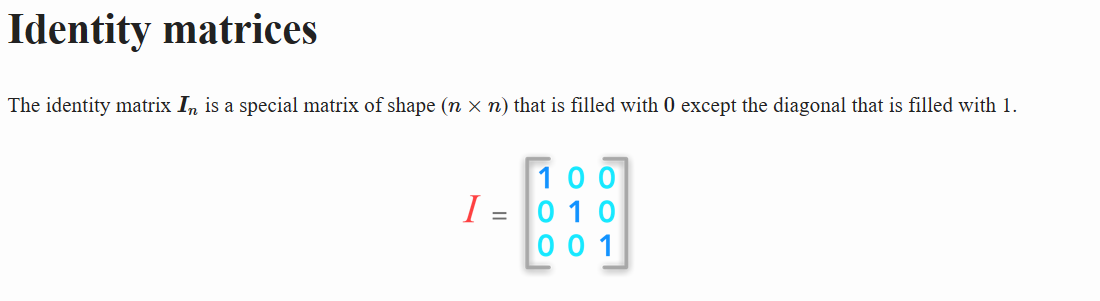 Identity matrices
The identity matrix Iₙ is a special matrix of shape (n × n) that is filled with 0 except the diagonal that is filled with 1.
1 0 0
I = 0 1 0
0 0 1